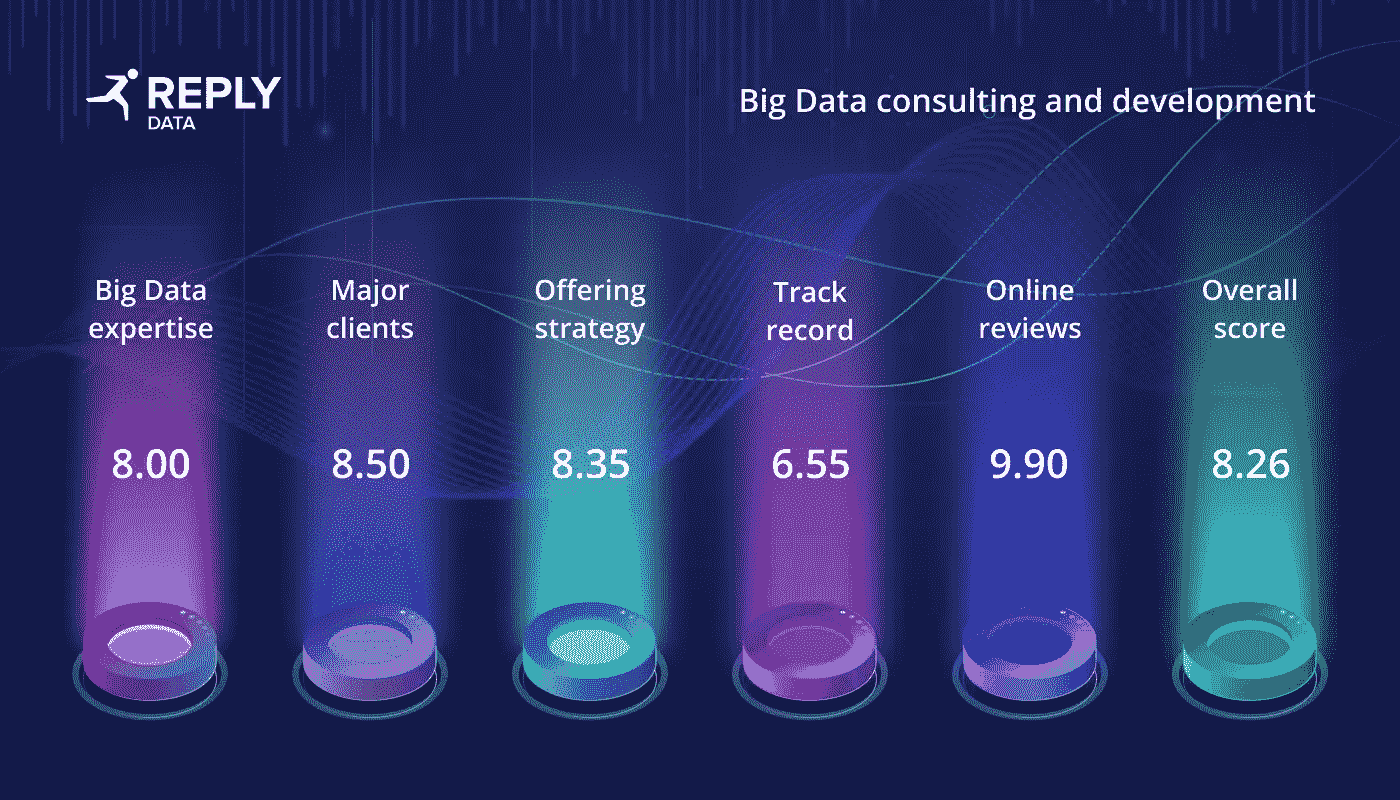 REPLY
DATA
Big Data consulting and development
Big Data
expertise
Major
clients
Offering
strategy
Track
record
Online
reviews
Overall
score
8.00
8.50
8.35
6.55
9.90
8.26